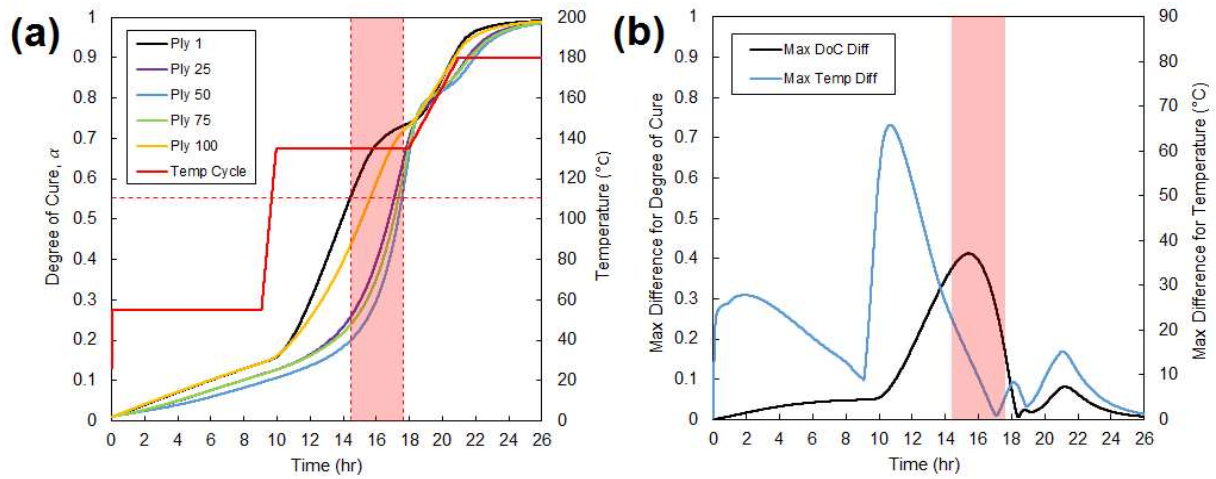 (a)
Ply 1
Ply 25
Ply 50
Ply 75
Ply 100
Temp Cycle
Degree of Cure, α
0
0.1
0.2
0.3
0.4
0.5
0.6
0.7
0.8
0.9
1
0 2 4 6 8 10 12 14 16 18 20 22 24 26
Time (hr)
0
20
40
60
80
100
120
140
160
180
200
Temperature (°C)
(b)
Max DoC Diff
Max Temp Diff
Max Difference for Degree of Cure
0
0.1
0.2
0.3
0.4
0.5
0.6
0.7
0.8
0.9
1
0 2 4 6 8 10 12 14 16 18 20 22 24 26
Time (hr)
0
10
20
30
40
50
60
70
80
90
Max Difference for Temperature (°C)